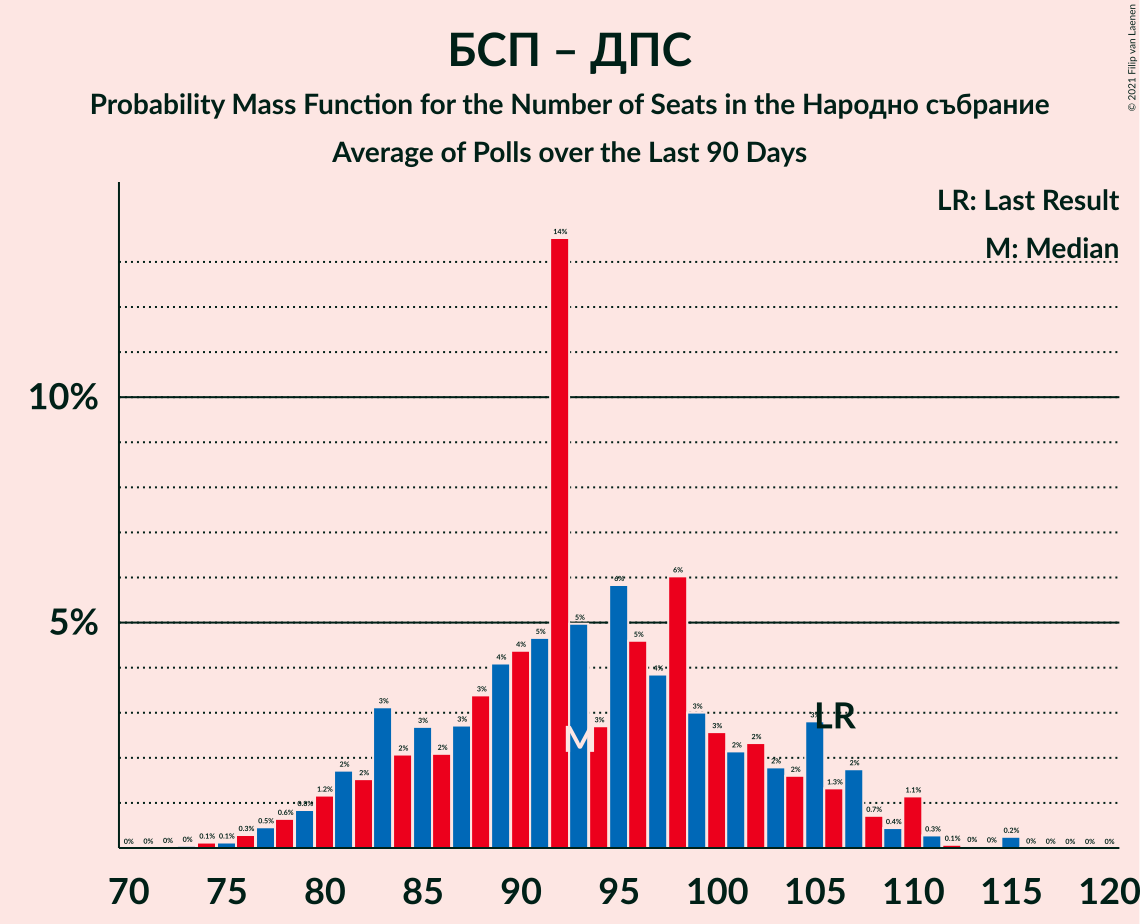 БСП – ДПС
Probability Mass Function for the Number of Seats in the Народно събрание
Average of Polls over the Last 90 Days
© 2021 Filip van Laenen
LR: Last Result
M: Median
10%
5%
0% 0% 0% 0% 0.1% 0.1% 0.3% 0.5% 0.6% 0.8% 1.2% 2% 2% 3% 2% 3% 2% 3% 3% 4% 4% 5% 14% 5% 3% 6% 5% 4% 6% 3% 3% 2% 2% 2% 2% 3% 1.3% 2% 0.7% 0.4% 1.1% 0.3% 0.1% 0% 0% 0.2% 0% 0% 0% 0% 0%
M
LR
70 75 80 85 90 95 100 105 110 115 120